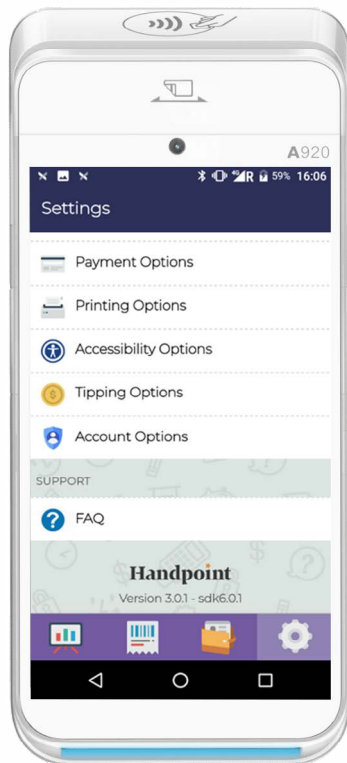 A920
R 59% 16:06
Settings
Payment Options
Printing Options
Accessibility Options
Tipping Options
Account Options
SUPPORT
FAQ
Handpoint
Version 3.0.1 - sdk6.0.1